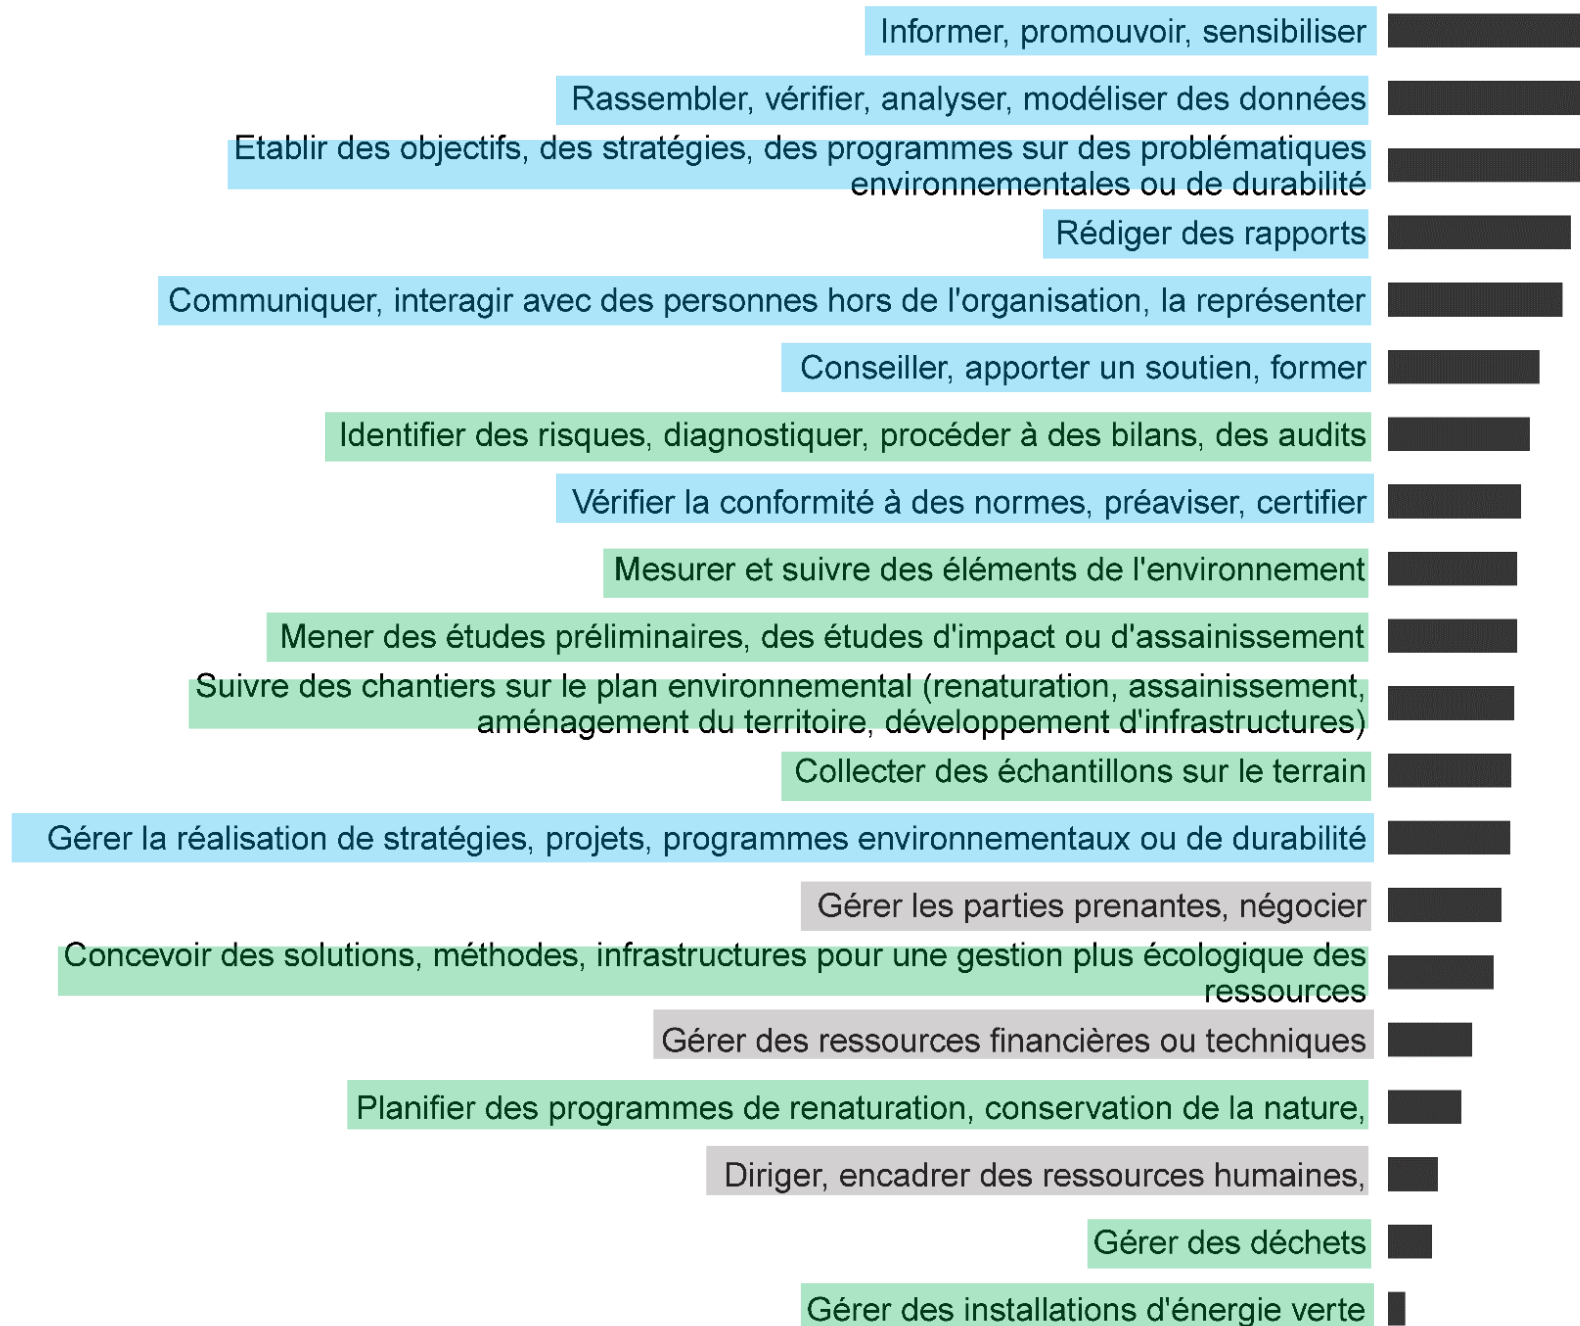 Informer, promouvoir, sensibiliser
Rassembler, vérifier, analyser, modéliser des données
Etablir des objectifs, des stratégies, des programmes sur des problématiques
environnementales ou de durabilité
Rédiger des rapports
Communiquer, interagir avec des personnes hors de l'organisation, la représenter
Conseiller, apporter un soutien, former
Identifier des risques, diagnostiquer, procéder à des bilans, des audits
Vérifier la conformité à des normes, préaviser, certifier
Mesurer et suivre des éléments de l'environnement
Mener des études préliminaires, des études d'impact ou d'assainissement
Suivre des chantiers sur le plan environnemental (renaturation, assainissement,
aménagement du territoire, développement d'infrastructures)
Collecter des échantillons sur le terrain
Gérer la réalisation de stratégies, projets, programmes environnementaux ou de durabilité
Gérer les parties prenantes, négocier
Concevoir des solutions, méthodes, infrastructures pour une gestion plus écologique des
ressources
Gérer des ressources financières ou techniques
Planifier des programmes de renaturation, conservation de la nature,
Diriger, encadrer des ressources humaines,
Gérer des déchets
Gérer des installations d'énergie verte